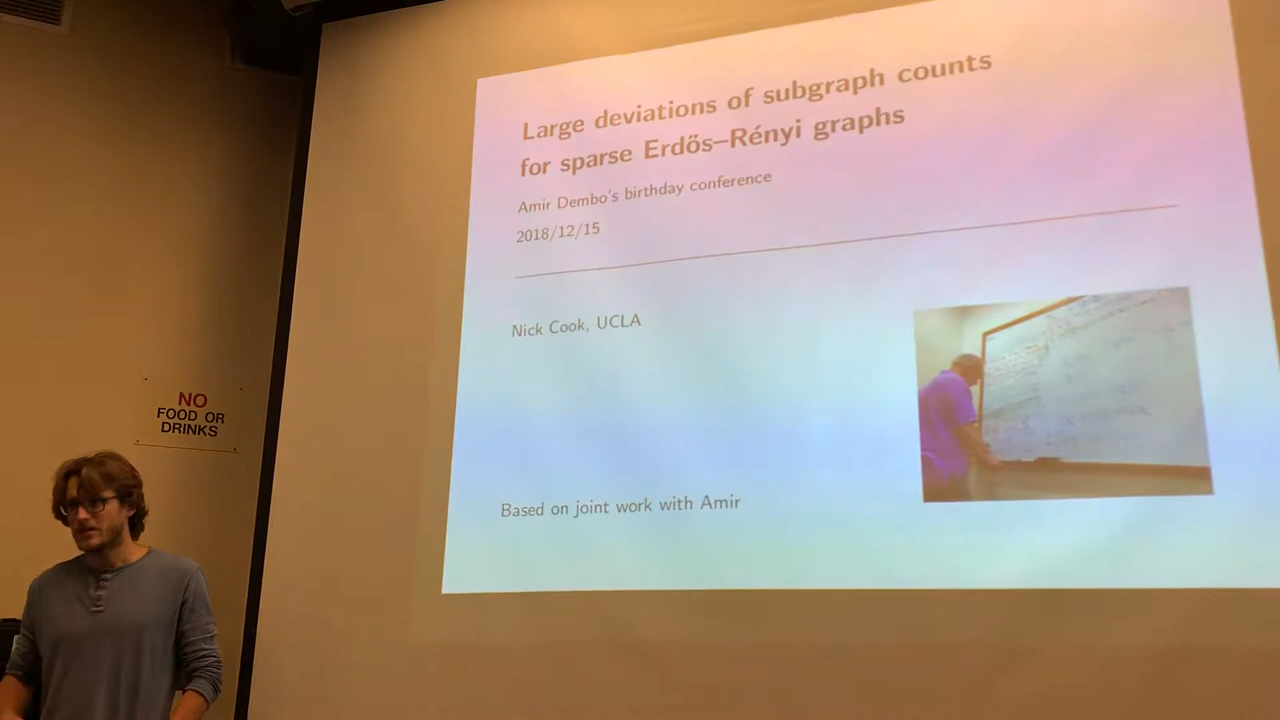 Large deviations of subgraph counts
for sparse Erdős–Rényi graphs
Amir Dembo's birthday conference
2018/12/15
Nick Cook, UCLA
Based on joint work with Amir
NO
FOOD OR
DRINKS